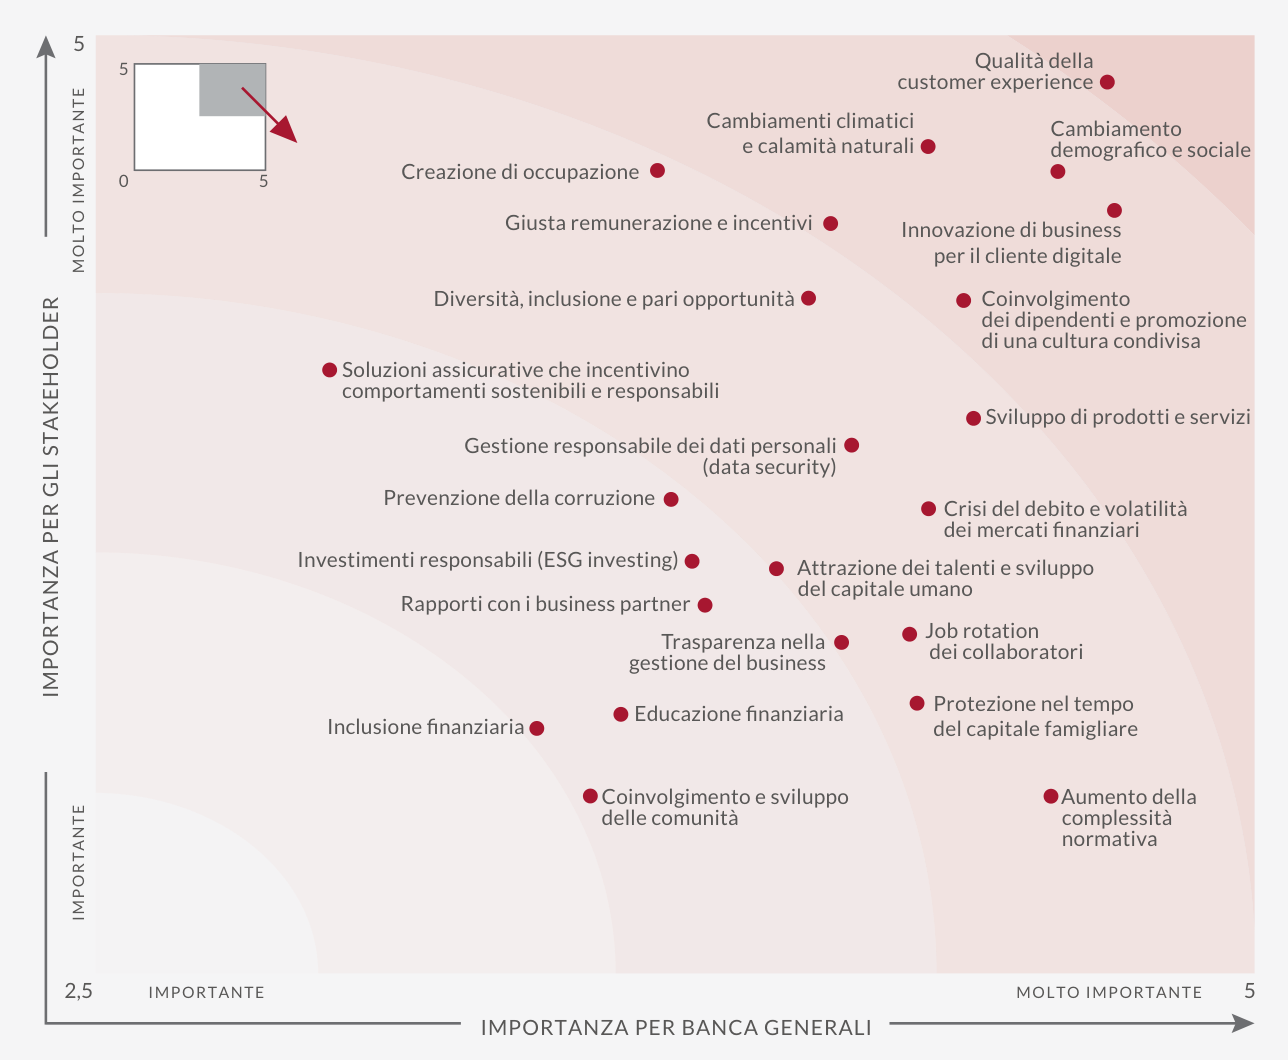 5
MOLTO IMPORTANTE
IMPORTANZA PER GLI STAKEHOLDER
IMPORTANTE
5
0
5
Qualità della
customer experience
Cambiamenti climatici
e calamità naturali
Cambiamento
demografico e sociale
Creazione di occupazione
Giusta remunerazione e incentivi
Innovazione di business
per il cliente digitale
Diversità, inclusione e pari opportunità
Coinvolgimento
dei dipendenti e promozione
di una cultura condivisa
Soluzioni assicurative che incentivino
comportamenti sostenibili e responsabili
Sviluppo di prodotti e servizi
Gestione responsabile dei dati personali
(data security)
Prevenzione della corruzione
Crisi del debito e volatilità
dei mercati finanziari
Investimenti responsabili (ESG investing)
Attrazione dei talenti e sviluppo
del capitale umano
Rapporti con i business partner
Trasparenza nella
gestione del business
Job rotation
dei collaboratori
Protezione nel tempo
del capitale famigliare
Educazione finanziaria
Inclusione finanziaria
Coinvolgimento e sviluppo
delle comunità
Aumento della
complessità
normativa
2,5
IMPORTANTE
MOLTO IMPORTANTE
5
IMPORTANZA PER BANCA GENERALI